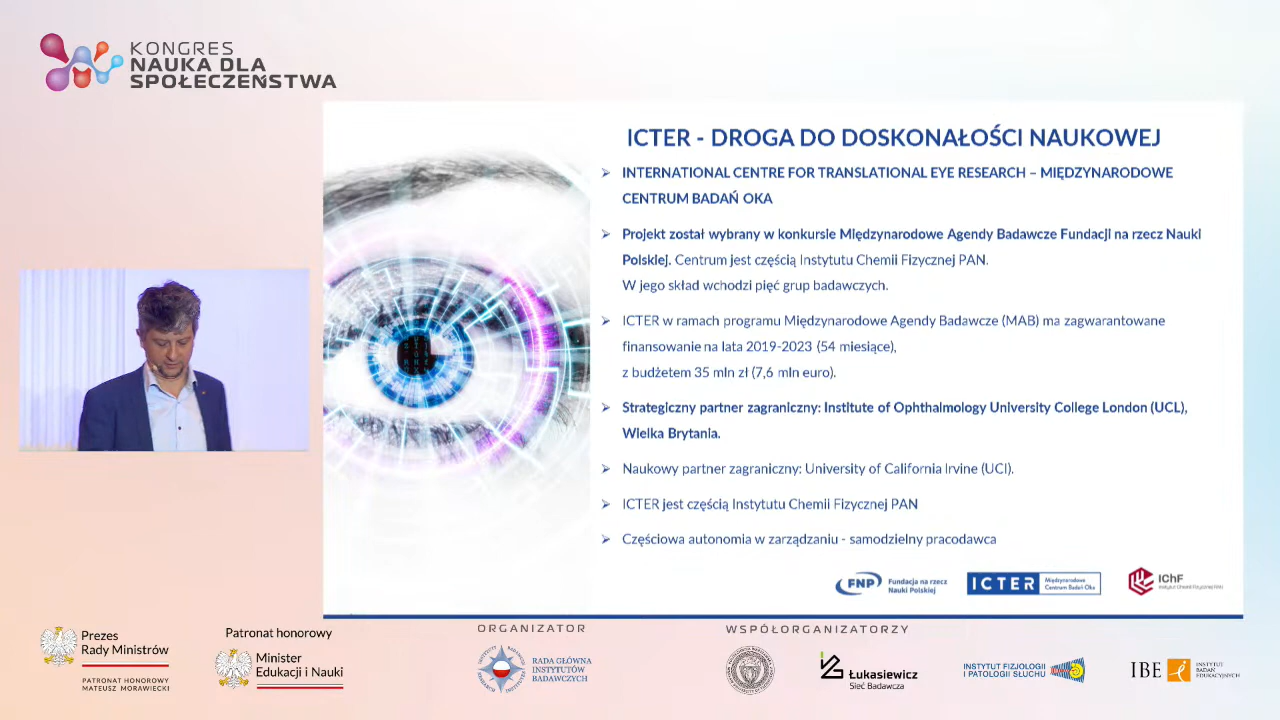 KONGRES
NAUKA DLA
SPOŁECZEŃSTWA
ICTER - DROGA DO DOSKONAŁOŚCI NAUKOWEJ
INTERNATIONAL CENTRE FOR TRANSLATIONAL EYE RESEARCH – MIĘDZYNARODOWE
CENTRUM BADAŃ OKA
Projekt został wybrany w konkursie Międzynarodowe Agendy Badawcze Fundacji na rzecz Nauki
Polskiej. Centrum jest częścią Instytutu Chemii Fizycznej PAN.
W jego skład wchodzi pięć grup badawczych.
ICTER w ramach programu Międzynarodowe Agendy Badawcze (MAB) ma zagwarantowane
finansowanie na lata 2019-2023 (54 miesiące),
z budżetem 35 mln zł (7,6 mln euro).
Strategiczny partner zagraniczny: Institute of Ophthalmology University College London (UCL),
Wielka Brytania.
Naukowy partner zagraniczny: University of California Irvine (UCI).
ICTER jest częścią Instytutu Chemii Fizycznej PAN
Częściowa autonomia w zarządzaniu - samodzielny pracodawca
FNP Fundacja na rzecz
Nauki Polskiej
ICTER Międzynarodowe
Centrum Badań Oka
IChF
Instytut Chemii Fizycznej PAN
Prezes
Rady Ministrów
PATRONAT HONOROWY
MATEUSZ MORAWIECKI
Patronat honorowy
Minister
Edukacji i Nauki
ORGANIZATOR
RADA GŁÓWNA
INSTYTUTÓW
BADAWCZYCH
WSPÓŁORGANIZATORZY
Łukasiewicz
Sieć Badawcza
INSTYTUT FIZJOLOGII
I PATOLOGII SŁUCHU
IBE INSTYTUT
BADAŃ
EDUKACYJNYCH